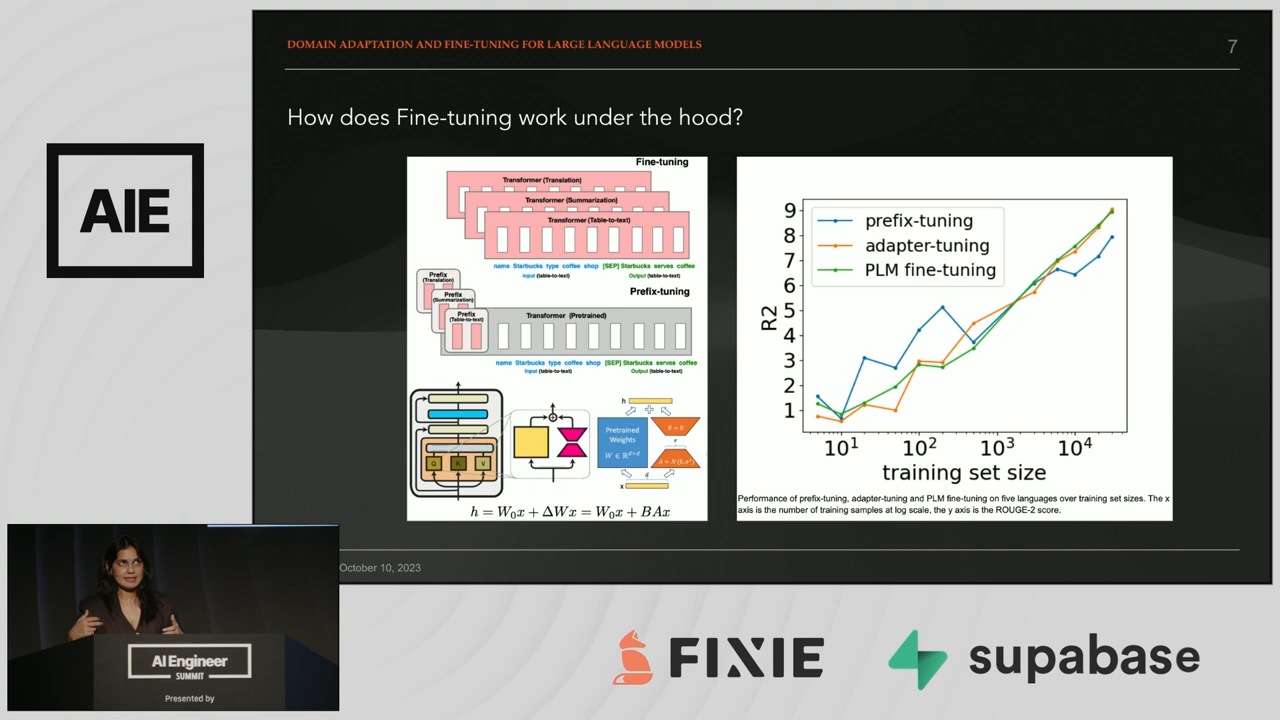 DOMAIN ADAPTATION AND FINE-TUNING FOR LARGE LANGUAGE MODELS
7
How does Fine-tuning work under the hood?
AIE
Fine-tuning
Transformer (Translation)
Transformer (Summarization)
Transformer (Table-to-text)
name Starbucks type coffee shop [SEP] Starbucks serves coffee
Input (table-to-text)
Output (table-to-text)
Prefix
(Translation)
Prefix
(Summarization)
Prefix
(Table-to-text)
Prefix-tuning
Transformer (Pretrained)
name Starbucks type coffee shop [SEP] Starbucks serves coffee
Input (table-to-text)
Output (table-to-text)
Q K V
h
Pretrained
Weights
W ∈ ℝ^{d×d}
B = 0
r
A = 𝒩(0, σ²)
d
x
h = W₀x + ΔWx = W₀x + BAx
prefix-tuning
adapter-tuning
PLM fine-tuning
9
8
7
6
5
4
3
2
1
R2
10¹ 10² 10³ 10⁴
training set size
Performance of prefix-tuning, adapter-tuning and PLM fine-tuning on five languages over training set sizes. The x
axis is the number of training samples at log scale, the y axis is the ROUGE-2 score.
October 10, 2023
AI Engineer
SUMMIT
Presented by
FIXIE
supabase